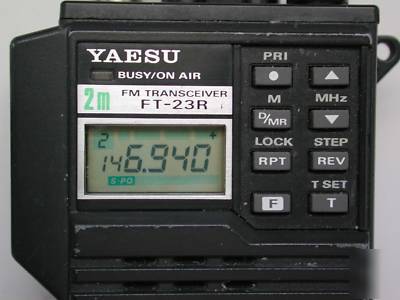 YAESU
BUSY/ON AIR
2m FM TRANSCEIVER
FT-23R
2 +
146.940
S·PO
PRI
M MHz
D/MR
LOCK STEP
RPT REV
T SET
F T